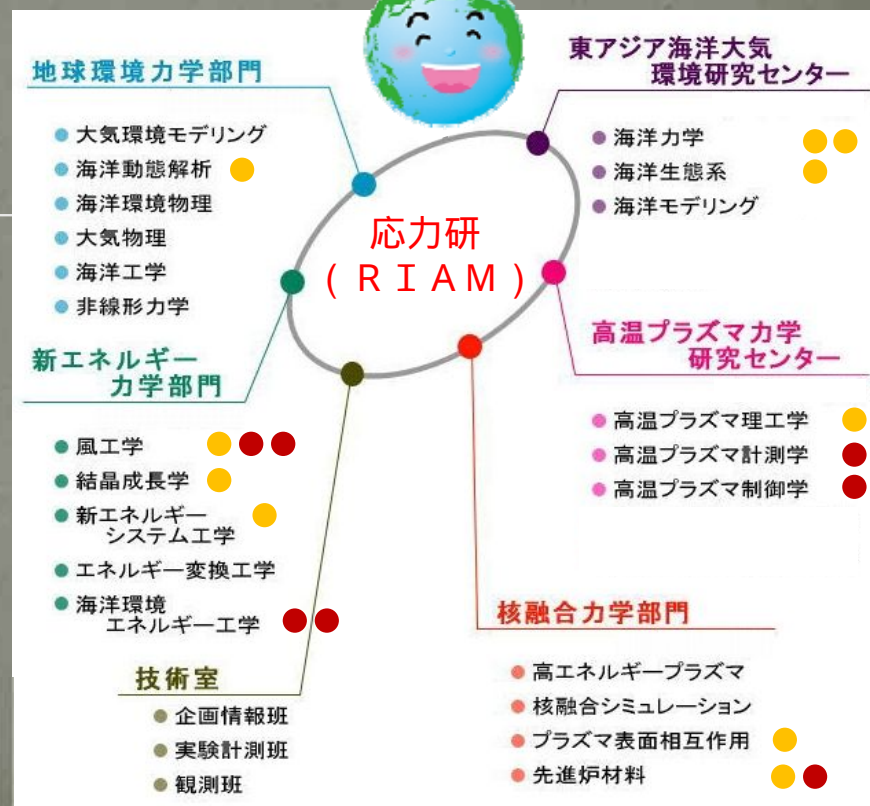 地球環境力学部門
大気環境モデリング
海洋動態解析
海洋環境物理
大気物理
海洋工学
非線形力学
東アジア海洋大気
環境研究センター
海洋力学
海洋生態系
海洋モデリング
応力研
(ＲＩＡＭ)
新エネルギー
力学部門
風工学
結晶成長学
新エネルギー
システム工学
エネルギー変換工学
海洋環境
エネルギー工学
高温プラズマ力学
研究センター
高温プラズマ理工学
高温プラズマ計測学
高温プラズマ制御学
技術室
企画情報班
実験計測班
観測班
核融合力学部門
高エネルギープラズマ
核融合シミュレーション
プラズマ表面相互作用
先進炉材料